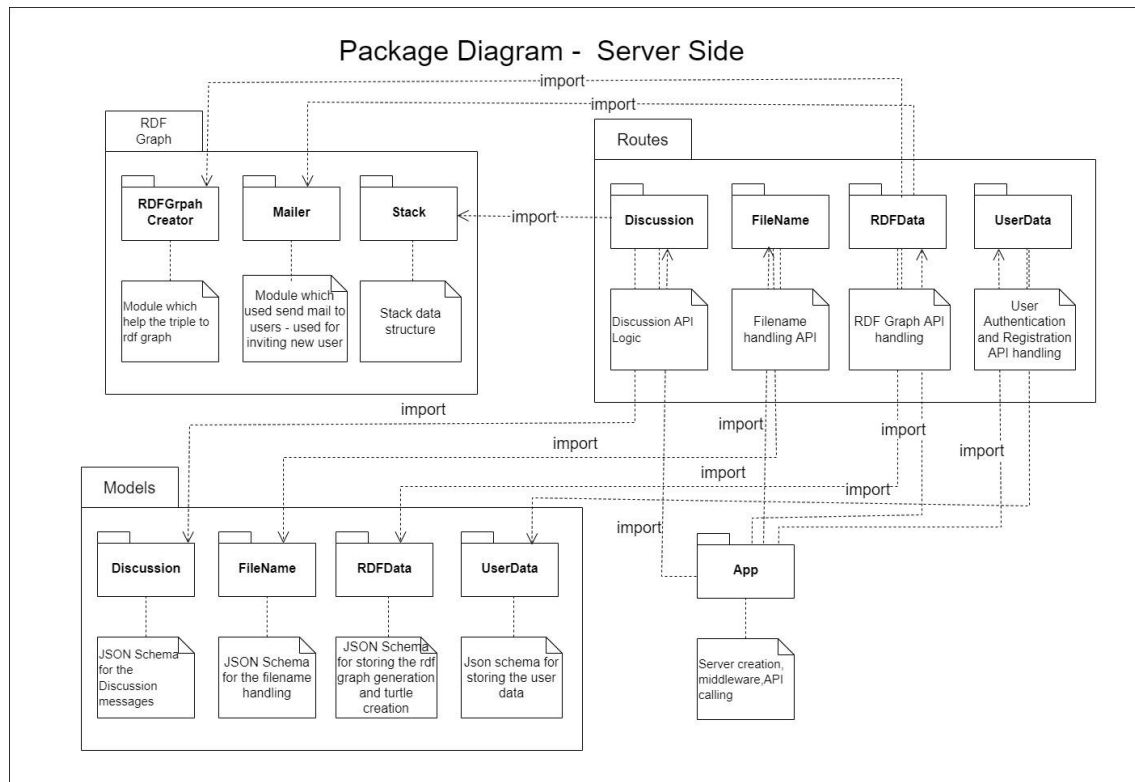 Package Diagram -  Server Side
import
import
RDF
Graph
Routes
RDFGrpah
Creator
Mailer
Stack
import
Discussion
FileName
RDFData
UserData
Module which
help the triple to
rdf graph
Module which
used send mail to
users - used for
inviting new user
Stack data
structure
Discussion API
Logic
Filename
handling API
RDF Graph API
handling
User
Authentication
and Registration
API handling
import
import
import
import
import
import
import
import
Models
Discussion
FileName
RDFData
UserData
App
JSON Schema
for the
Discussion
messages
JSON Schema
for the filename
handling
JSON Schema
for storing the rdf
graph generation
and turtle
creation
Json schema for
storing the user
data
Server creation,
middleware,API
calling